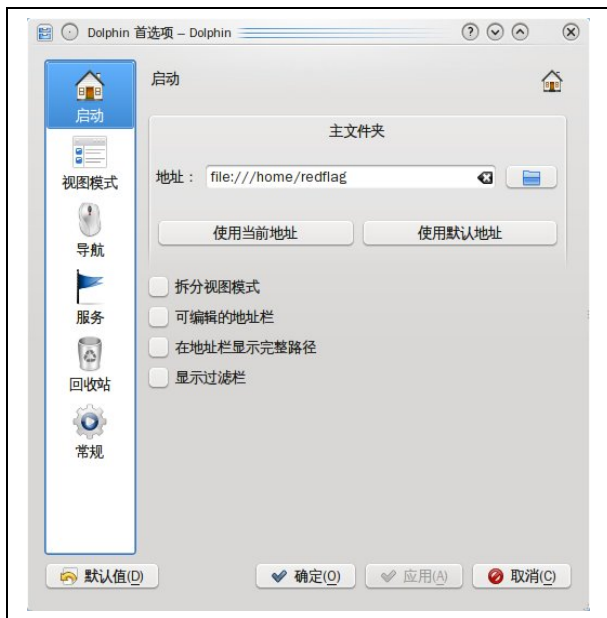 Dolphin 首选项 – Dolphin
启动
视图模式
导航
服务
回收站
常规
启动
主文件夹
地址： file:///home/redflag
使用当前地址 使用默认地址
拆分视图模式
可编辑的地址栏
在地址栏显示完整路径
显示过滤栏
默认值(D) 确定(O) 应用(A) 取消(C)